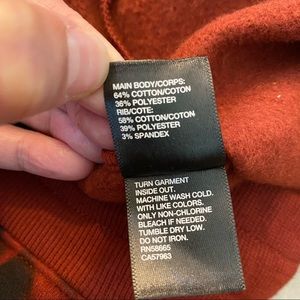 MAIN BODY/CORPS:
64% COTTON/COTON
36% POLYESTER
RIB/COTE:
58% COTTON/COTON
39% POLYESTER
3% SPANDEX
TURN GARMENT
INSIDE OUT.
MACHINE WASH COLD.
WITH LIKE COLORS.
ONLY NON-CHLORINE
BLEACH IF NEEDED.
TUMBLE DRY LOW.
DO NOT IRON.
RN58665
CA57963